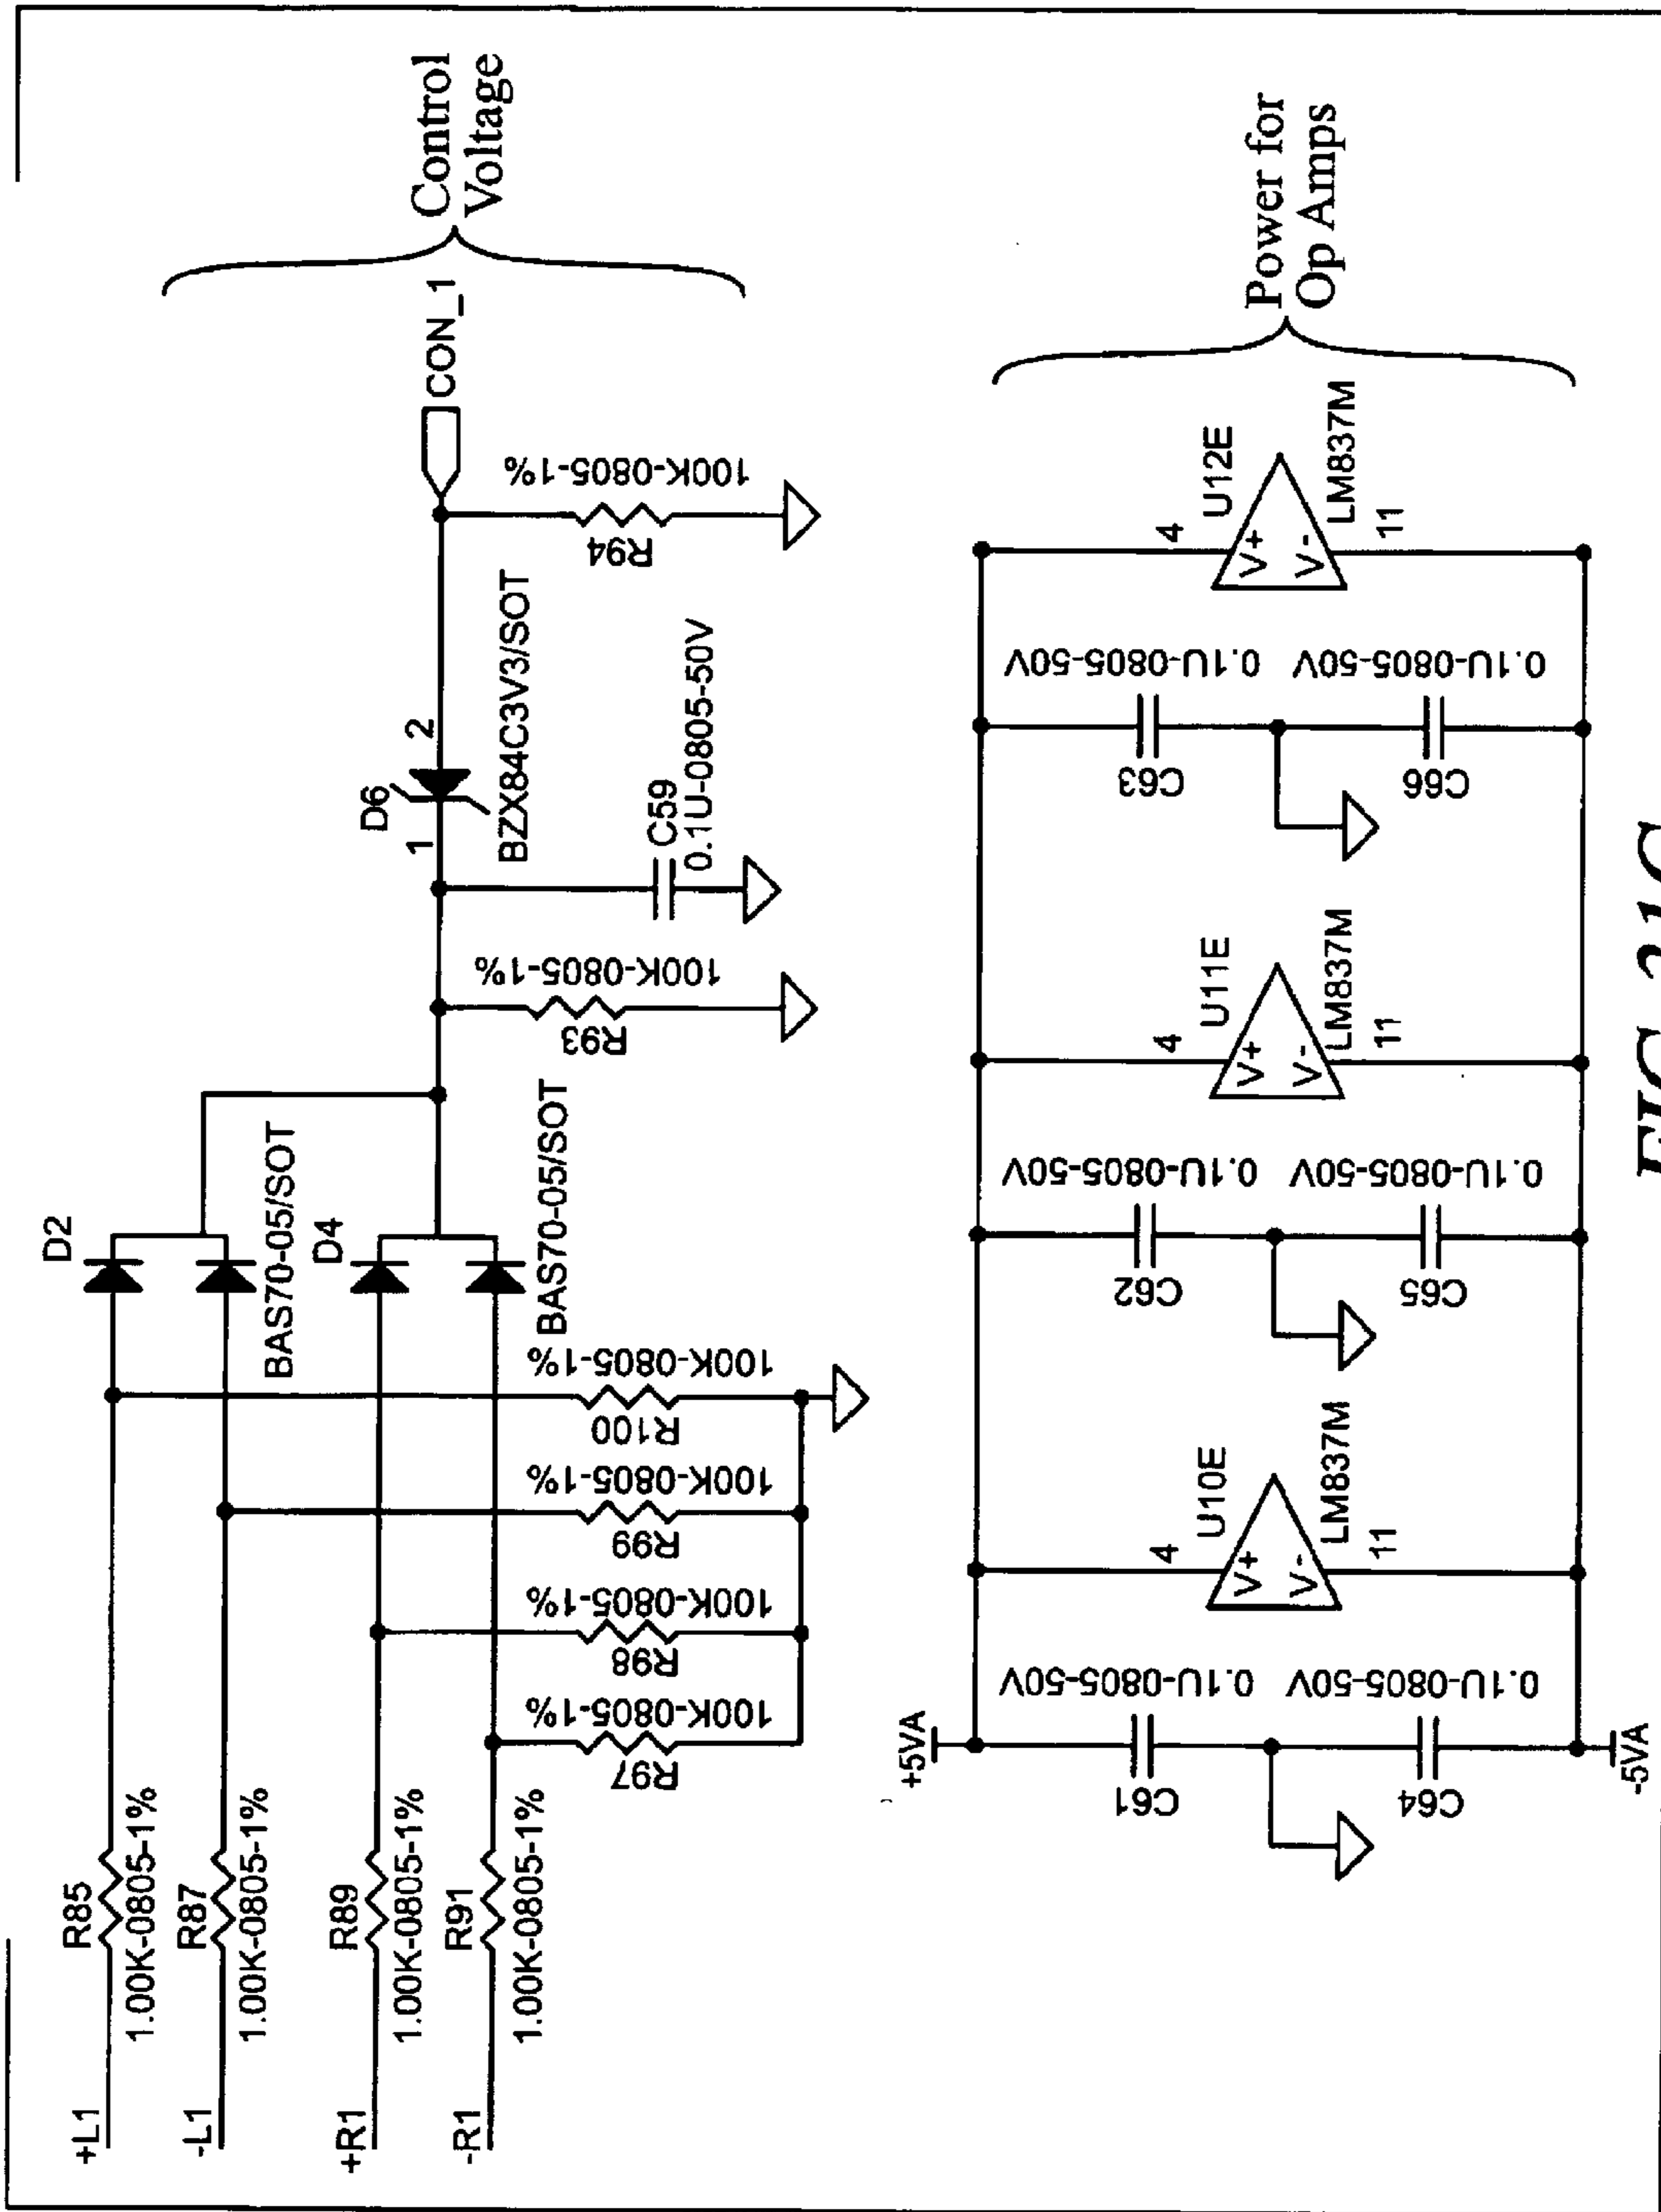 +L1
R85
1.00K-0805-1%
-L1
R87
1.00K-0805-1%
+R1
R89
1.00K-0805-1%
-R1
R91
1.00K-0805-1%
R97
100K-0805-1%
R98
100K-0805-1%
R99
100K-0805-1%
R100
100K-0805-1%
D2
BAS70-05/SOT
D4
BAS70-05/SOT
R93
100K-0805-1%
C59
0.1U-0805-50V
D6
1
2
BZX84C3V3/SOT
R94
100K-0805-1%
CON_1
Control
Voltage
+5VA
-5VA
C61
0.1U-0805-50V
C64
0.1U-0805-50V
4
U10E
V+
V-
LM837M
11
C62
0.1U-0805-50V
C65
0.1U-0805-50V
4
U11E
V+
V-
LM837M
11
C63
0.1U-0805-50V
C66
0.1U-0805-50V
4
U12E
V+
V-
LM837M
11
Power for
Op Amps